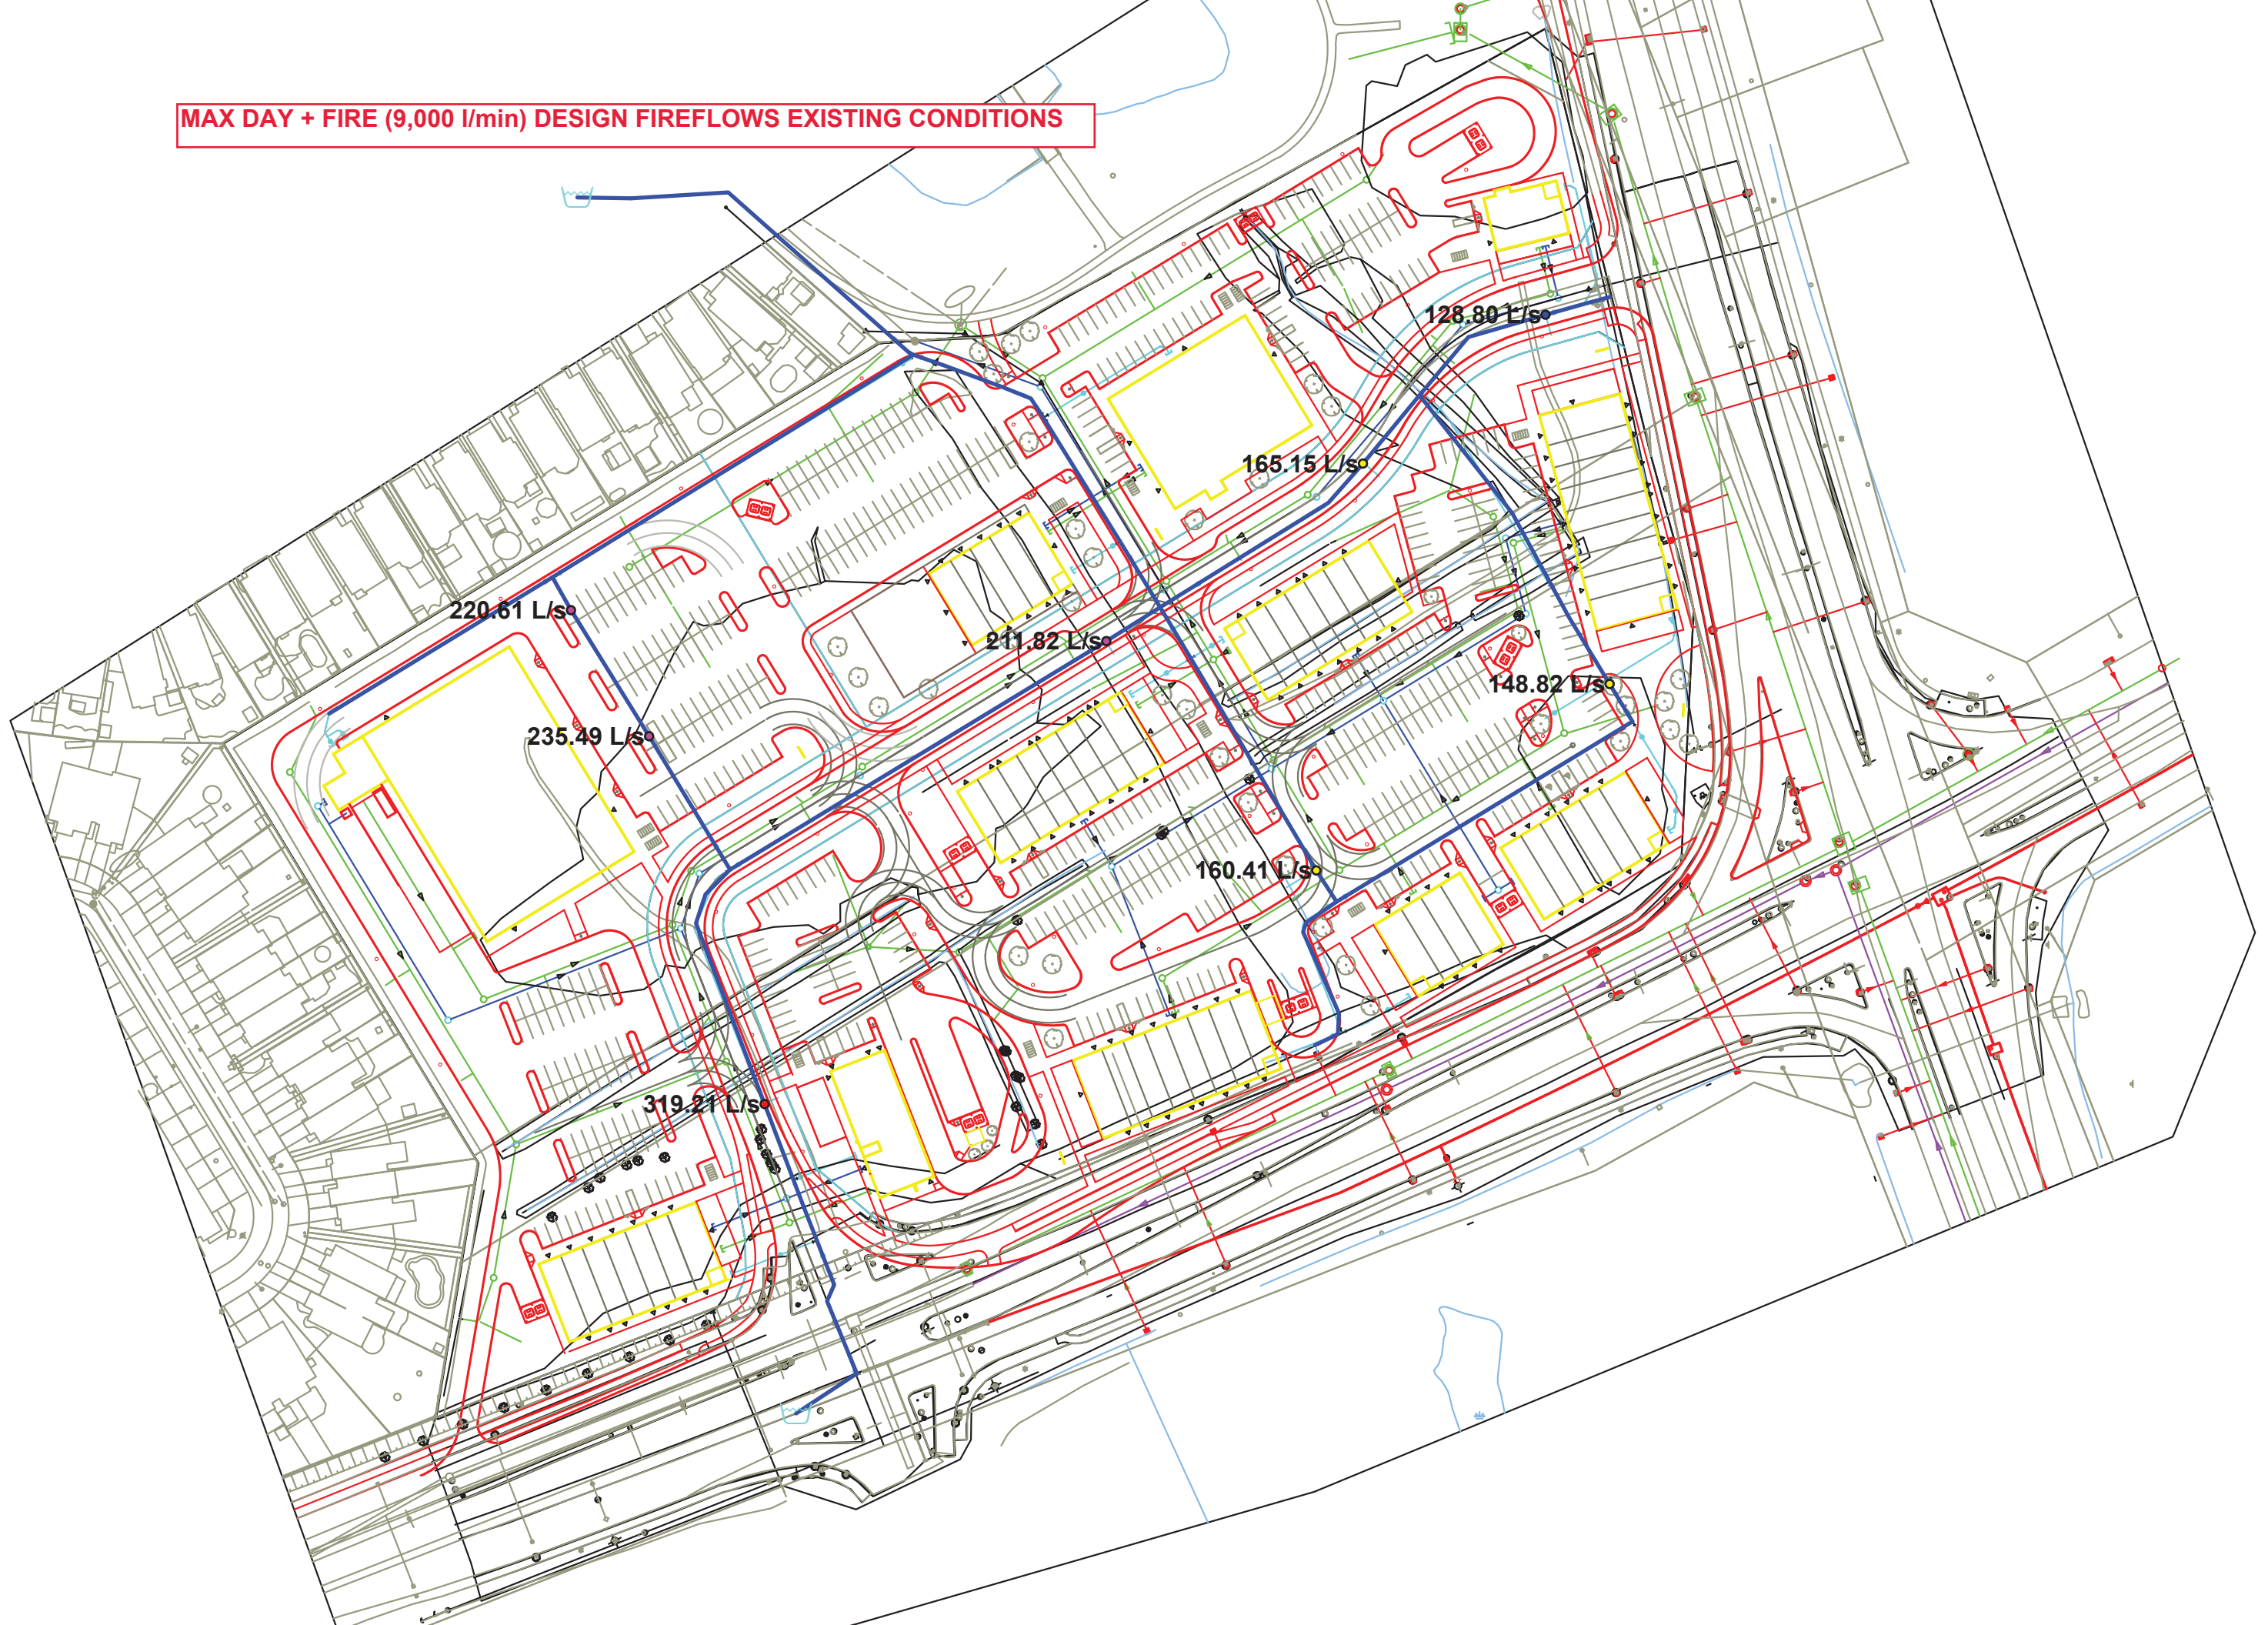 MAX DAY + FIRE (9,000 l/min) DESIGN FIREFLOWS EXISTING CONDITIONS
128.80 L/s
165.15 L/s
220.61 L/s
211.82 L/s
148.82 L/s
235.49 L/s
160.41 L/s
319.21 L/s